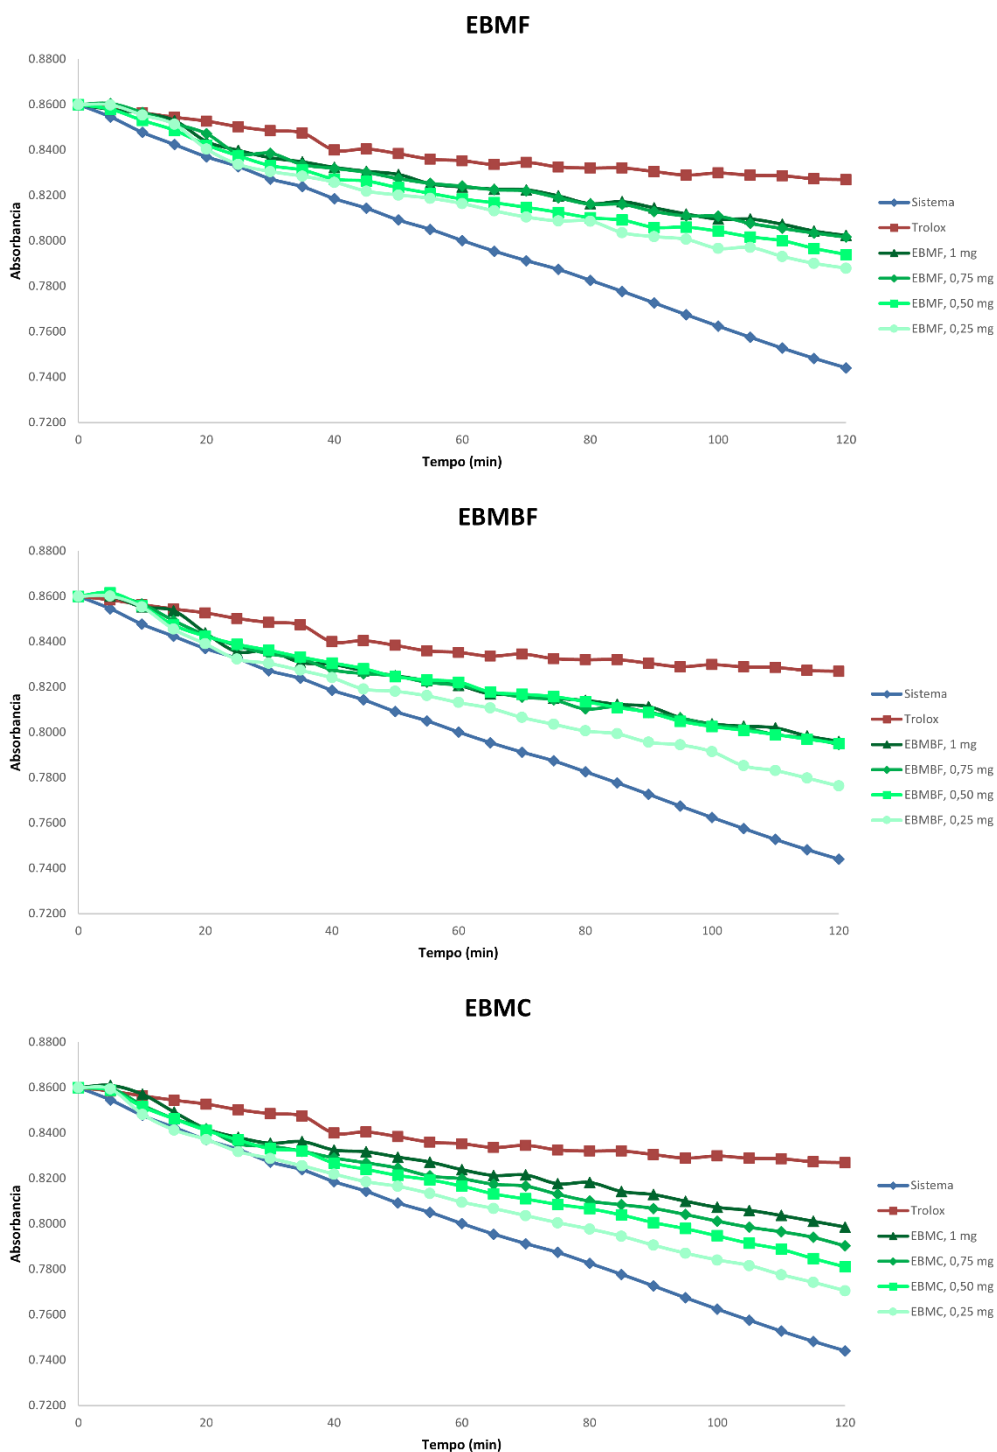 EBMF
0.8800
0.8600
0.8400
0.8200
0.8000
0.7800
0.7600
0.7400
0.7200
Absorbancia
0 20 40 60 80 100 120
Tempo (min)
Sistema
Trolox
EBMF, 1 mg
EBMF, 0,75 mg
EBMF, 0,50 mg
EBMF, 0,25 mg
EBMBF
0.8800
0.8600
0.8400
0.8200
0.8000
0.7800
0.7600
0.7400
0.7200
Absorbancia
0 20 40 60 80 100 120
Tempo (min)
Sistema
Trolox
EBMBF, 1 mg
EBMBF, 0,75 mg
EBMBF, 0,50 mg
EBMBF, 0,25 mg
EBMC
0.8800
0.8600
0.8400
0.8200
0.8000
0.7800
0.7600
0.7400
0.7200
Absorbancia
0 20 40 60 80 100 120
Tempo (min)
Sistema
Trolox
EBMC, 1 mg
EBMC, 0,75 mg
EBMC, 0,50 mg
EBMC, 0,25 mg